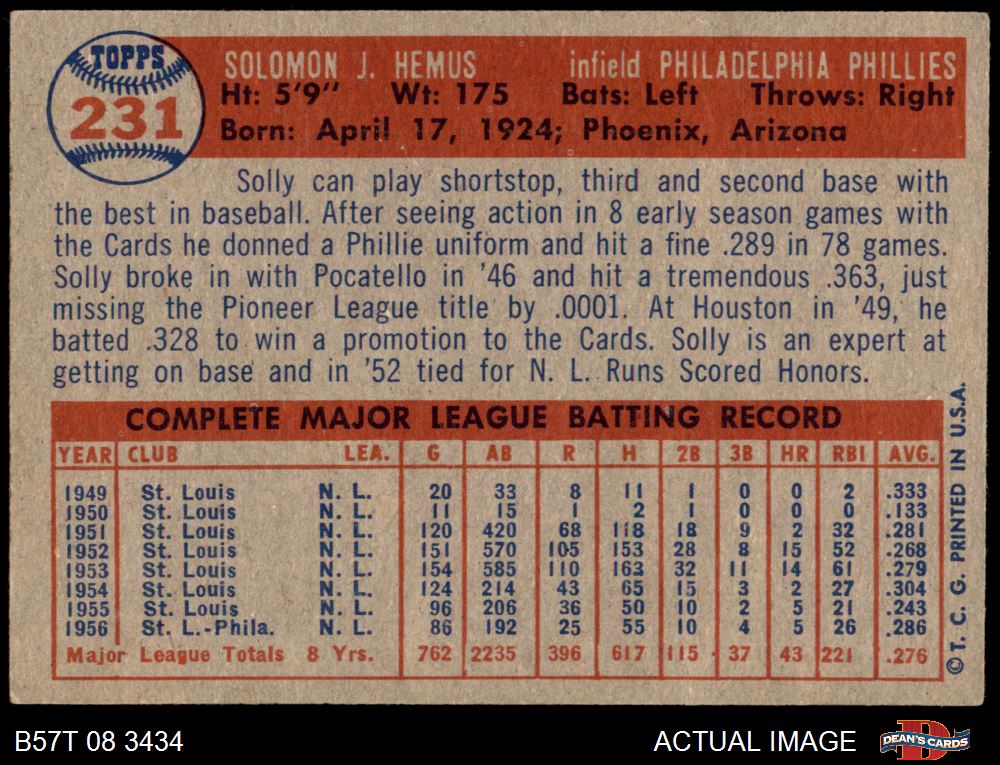 TOPPS
231
SOLOMON J. HEMUS infield PHILADELPHIA PHILLIES
Ht: 5'9" Wt: 175 Bats: Left Throws: Right
Born: April 17, 1924; Phoenix, Arizona
Solly can play shortstop, third and second base with
the best in baseball. After seeing action in 8 early season games with
the Cards he donned a Phillie uniform and hit a fine .289 in 78 games.
Solly broke in with Pocatello in '46 and hit a tremendous .363, just
missing the Pioneer League title by .0001. At Houston in '49, he
batted .328 to win a promotion to the Cards. Solly is an expert at
getting on base and in '52 tied for N. L. Runs Scored Honors.
COMPLETE MAJOR LEAGUE BATTING RECORD
YEAR CLUB LEA. G AB R H 2B 3B HR RBI AVG.
1949 St. Louis N. L. 20 33 8 11 1 0 0 2 .333
1950 St. Louis N. L. 11 15 1 2 1 0 0 0 .133
1951 St. Louis N. L. 120 420 68 118 18 9 2 32 .281
1952 St. Louis N. L. 151 570 105 153 28 8 15 52 .268
1953 St. Louis N. L. 154 585 110 163 32 11 14 61 .279
1954 St. Louis N. L. 124 214 43 65 15 3 2 27 .304
1955 St. Louis N. L. 96 206 36 50 10 2 5 21 .243
1956 St. L.-Phila. N. L. 86 192 25 55 10 4 5 26 .286
Major League Totals 8 Yrs. 762 2235 396 617 115 37 43 221 .276
©T. C. G. PRINTED IN U.S.A.
B57T 08 3434
ACTUAL IMAGE
D
DEAN'S CARDS